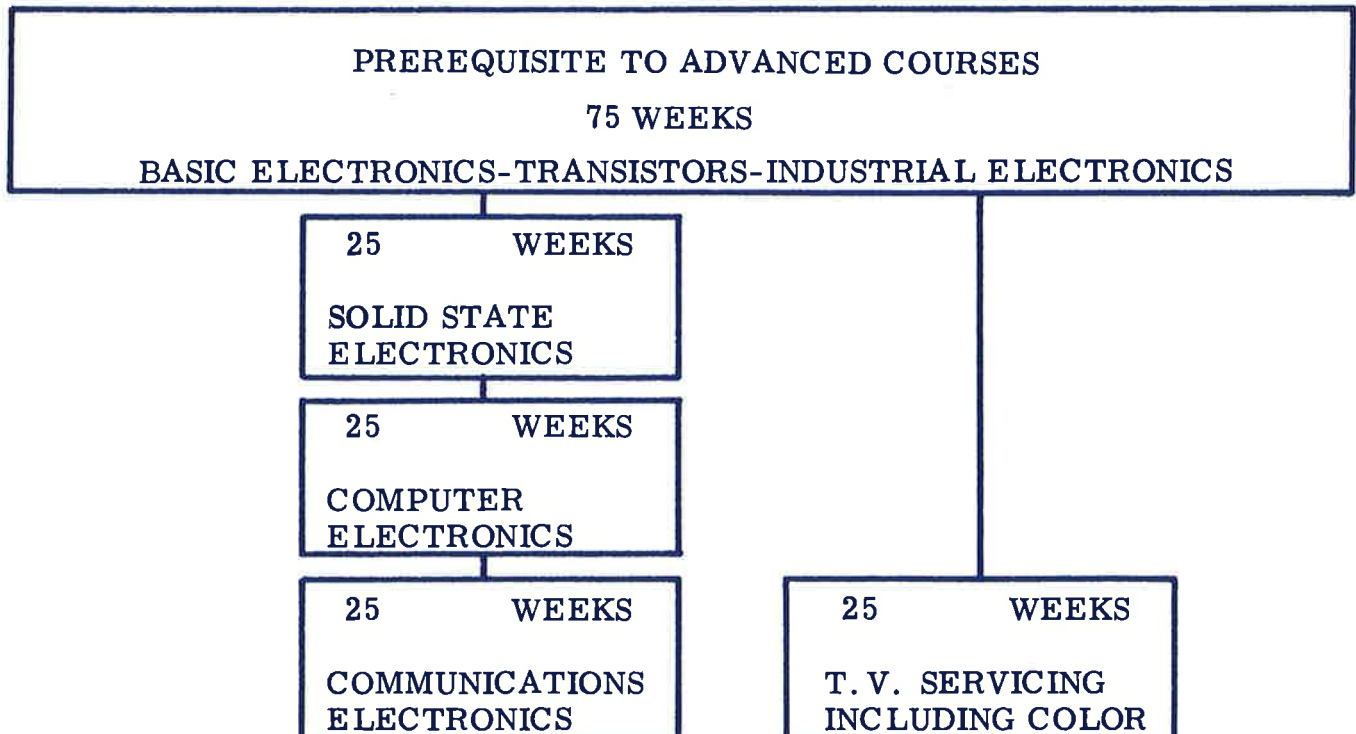 PREREQUISITE TO ADVANCED COURSES
75 WEEKS
BASIC ELECTRONICS-TRANSISTORS-INDUSTRIAL ELECTRONICS
25 WEEKS
SOLID STATE
ELECTRONICS
25 WEEKS
COMPUTER
ELECTRONICS
25 WEEKS
COMMUNICATIONS
ELECTRONICS
25 WEEKS
T.V. SERVICING
INCLUDING COLOR